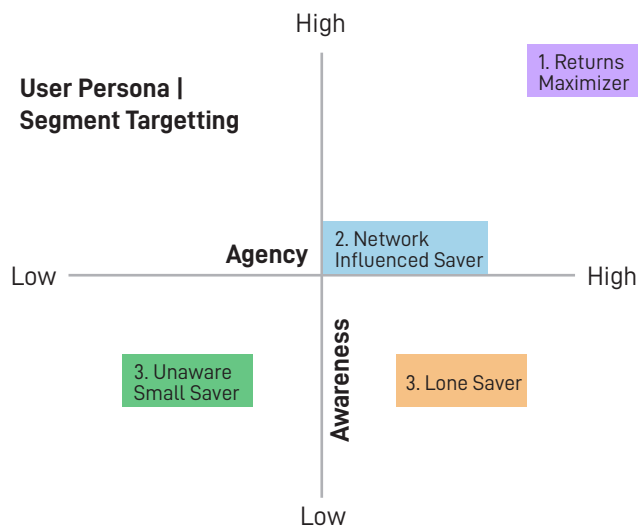 High
1. Returns
Maximizer
User Persona |
Segment Targetting
2. Network
Influenced Saver
Agency
Low
High
Awareness
3. Unaware
Small Saver
3. Lone Saver
Low